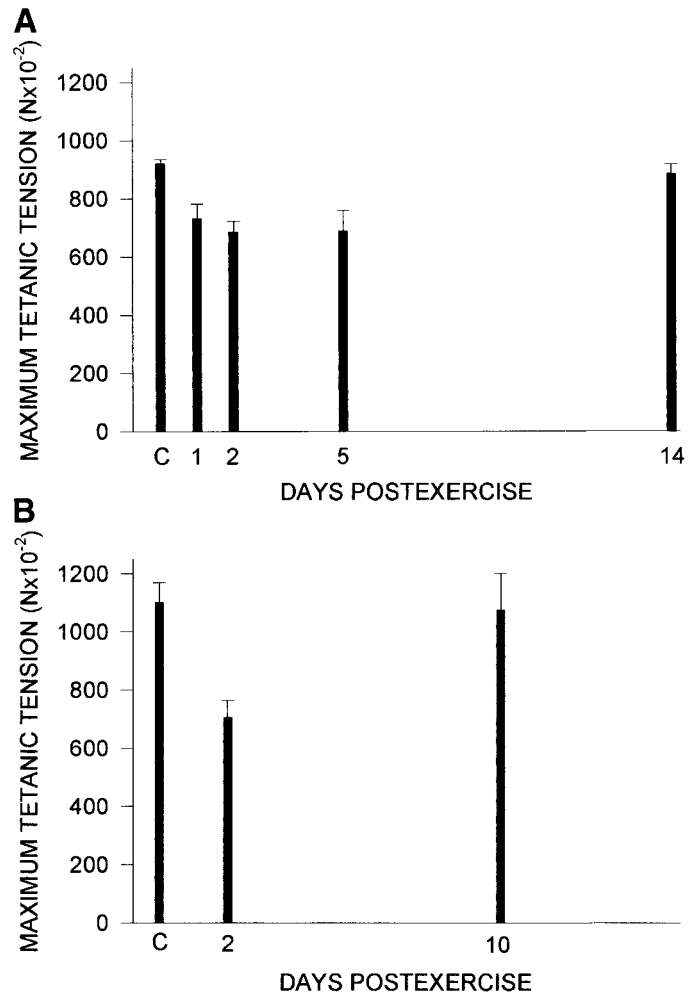 A
MAXIMUM TETANIC TENSION (Nx10⁻²)
1200
1000
800
600
400
200
0
C 1 2 5 14
DAYS POSTEXERCISE
B
MAXIMUM TETANIC TENSION (Nx10⁻²)
1200
1000
800
600
400
200
0
C 2 10
DAYS POSTEXERCISE